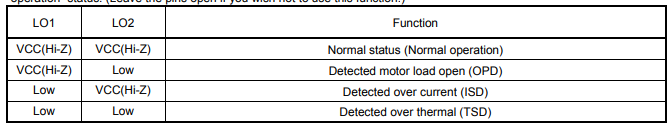 operation" status. (Leave the pins open if you wish not to use this function.)
LO1 LO2 Function
VCC(Hi-Z) VCC(Hi-Z) Normal status (Normal operation)
VCC(Hi-Z) Low Detected motor load open (OPD)
Low VCC(Hi-Z) Detected over current (ISD)
Low Low Detected over thermal (TSD)